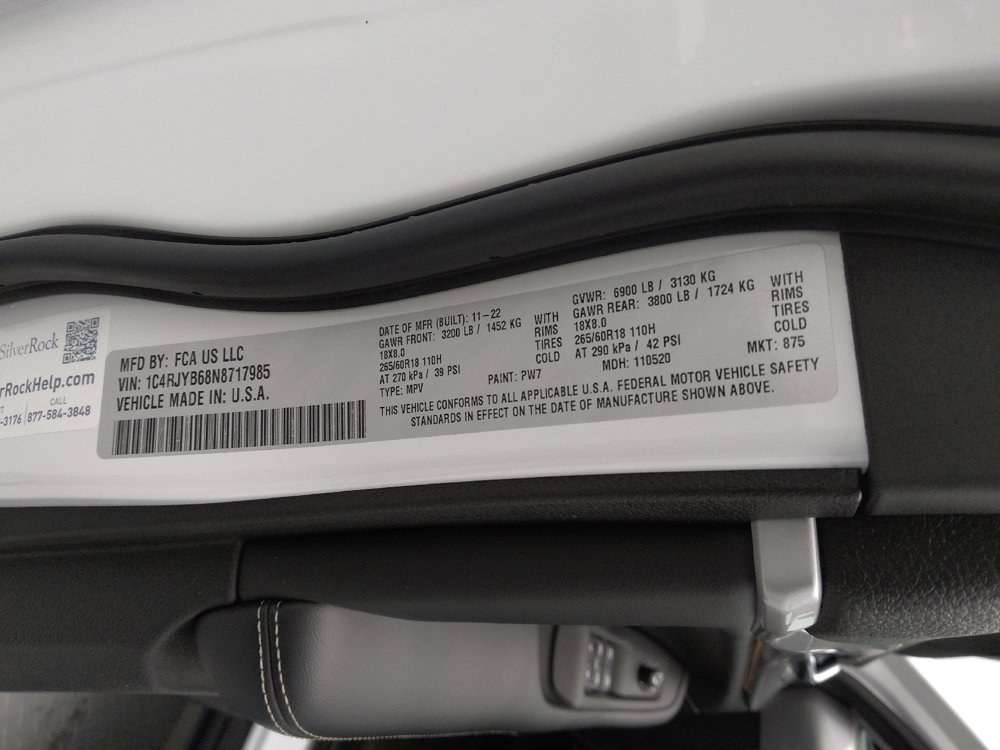 SilverRock
rRockHelp.com
CALL
-3176 | 877-584-3848
MFD BY: FCA US LLC
VIN: 1C4RJYB68N8717985
VEHICLE MADE IN: U.S.A.
DATE OF MFR (BUILT): 11-22
GAWR FRONT: 3200 LB / 1452 KG WITH
18X8.0 RIMS
265/60R18 110H TIRES
AT 270 kPa / 39 PSI COLD
TYPE: MPV PAINT: PW7
GVWR: 6900 LB / 3130 KG
GAWR REAR: 3800 LB / 1724 KG WITH
18X8.0 RIMS
265/60R18 110H TIRES
AT 290 kPa / 42 PSI COLD
MDH: 110520 MKT: 875
THIS VEHICLE CONFORMS TO ALL APPLICABLE U.S.A. FEDERAL MOTOR VEHICLE SAFETY
STANDARDS IN EFFECT ON THE DATE OF MANUFACTURE SHOWN ABOVE.